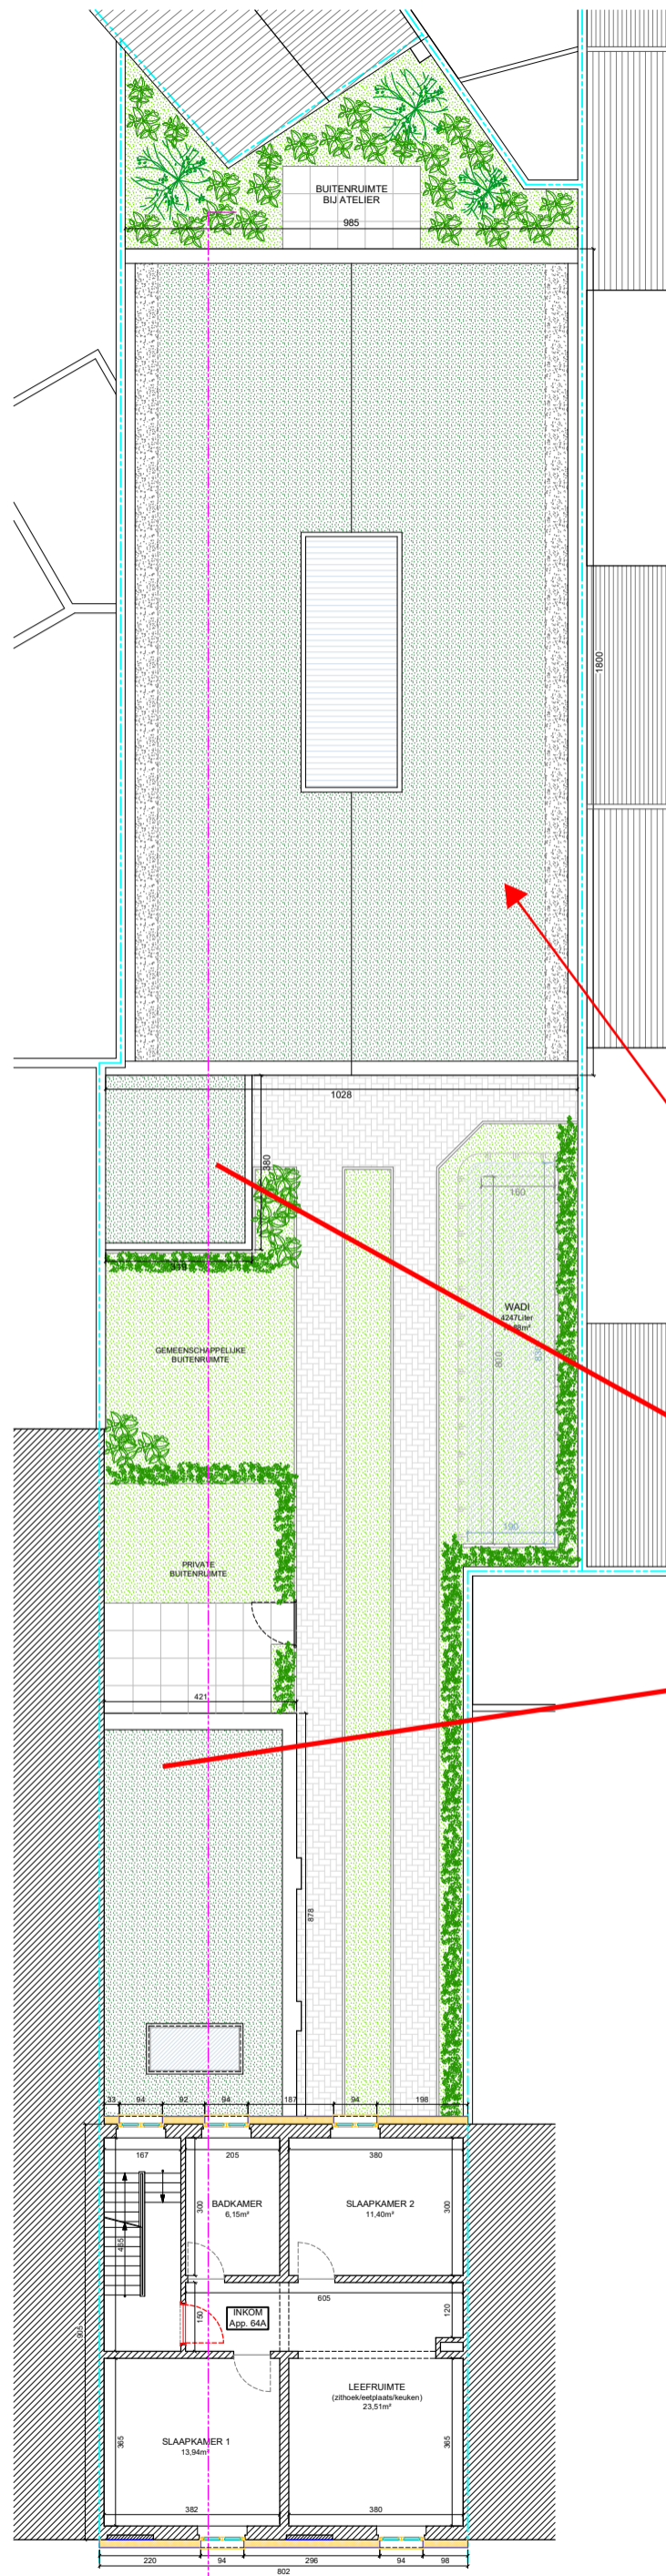 BUITENRUIMTE
BIJ ATELIER
985
1800
1028
380
160
WADI
4247Liter
810
GEMEENSCHAPPELIJKE
BUITENRUIMTE
190
PRIVATE
BUITENRUIMTE
421
878
33 94 92 94 187 94 198
167 205 380
BADKAMER
6,15m²
SLAAPKAMER 2
11,40m²
300
300
605
INKOM
App. 64A
150
120
LEEFRUIMTE
(zithoek/eetplaats/keuken)
23,51m²
SLAAPKAMER 1
13,94m²
365
365
382 380
220 94 296 94 98
802